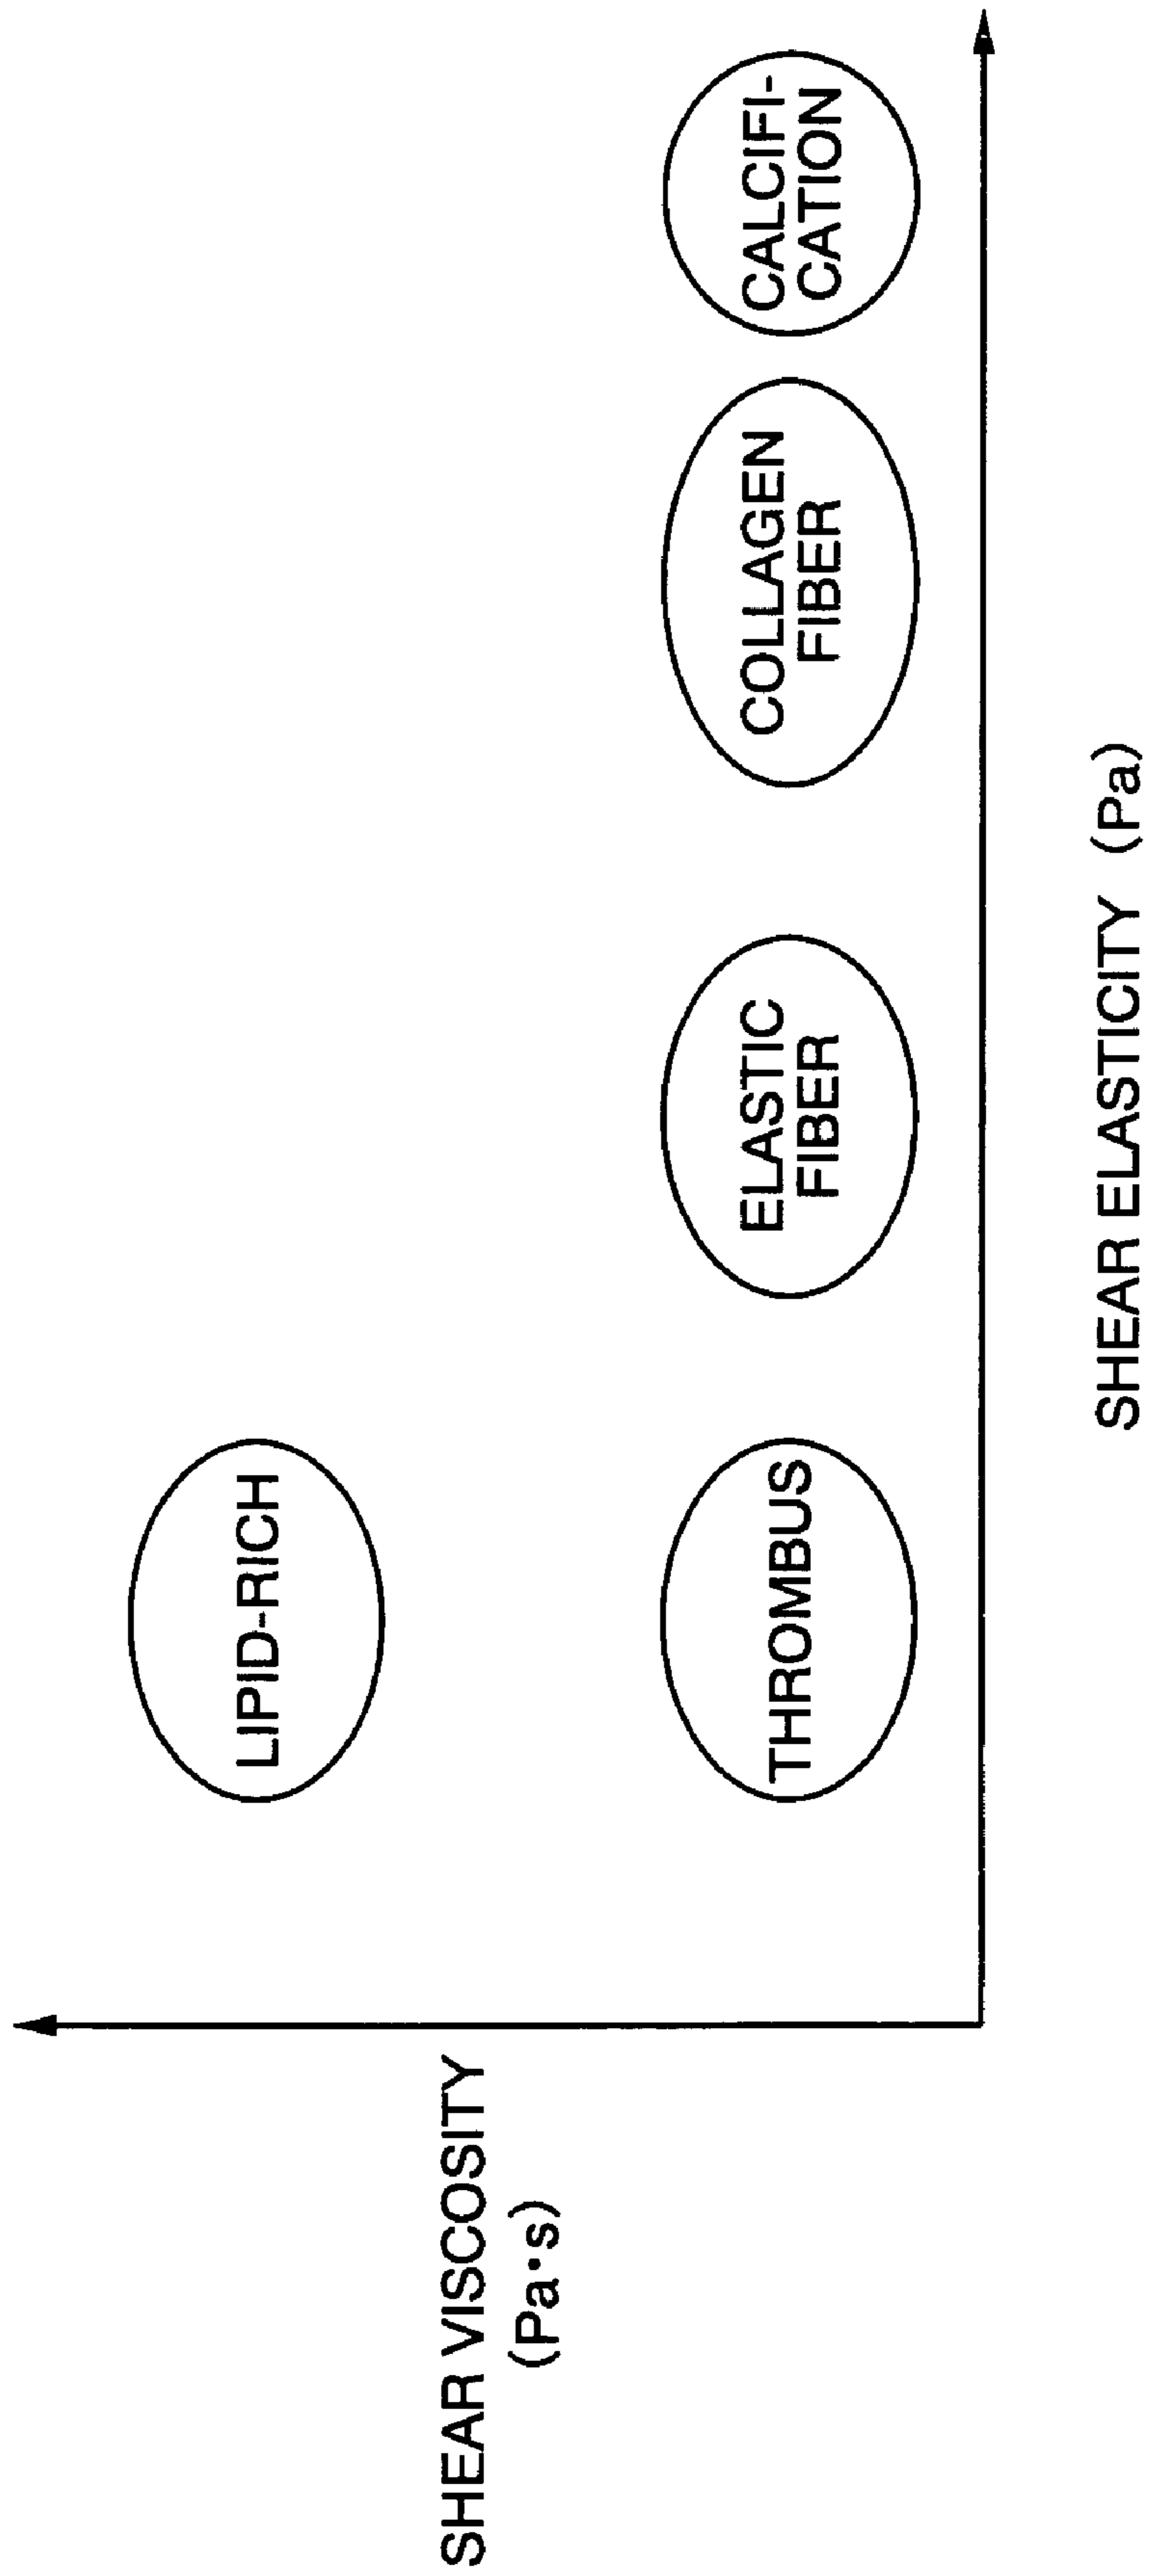 SHEAR VISCOSITY
(Pa·s)
LIPID-RICH
THROMBUS
ELASTIC
FIBER
COLLAGEN
FIBER
CALCIFI-
CATION
SHEAR ELASTICITY (Pa)